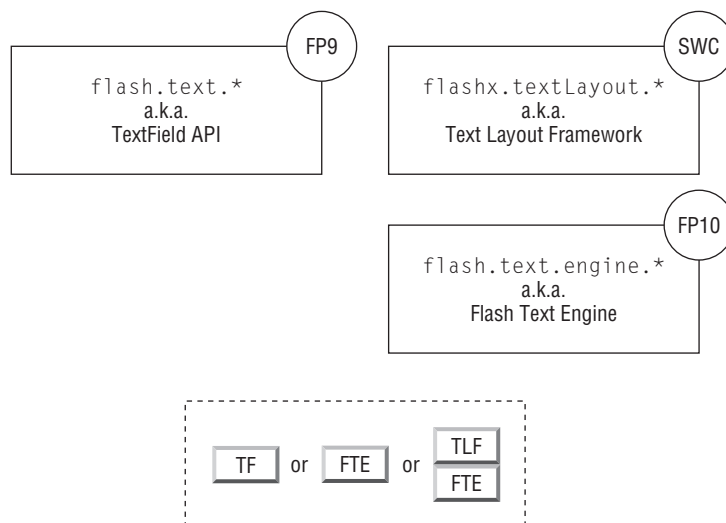 FP9
flash.text.*
a.k.a.
TextField API
SWC
flashx.textLayout.*
a.k.a.
Text Layout Framework
FP10
flash.text.engine.*
a.k.a.
Flash Text Engine
TF or FTE or TLF
FTE